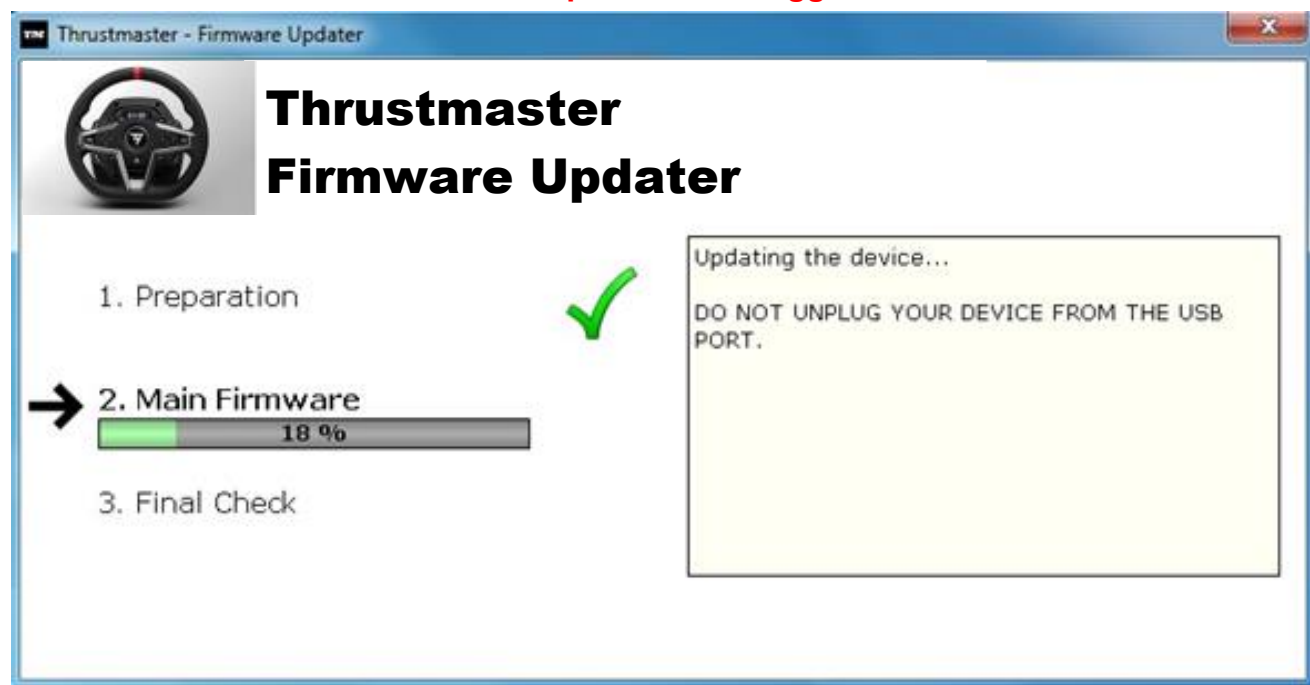 Thrustmaster - Firmware Updater
Thrustmaster
Firmware Updater
1. Preparation
2. Main Firmware
18 %
3. Final Check
Updating the device...
DO NOT UNPLUG YOUR DEVICE FROM THE USB
PORT.